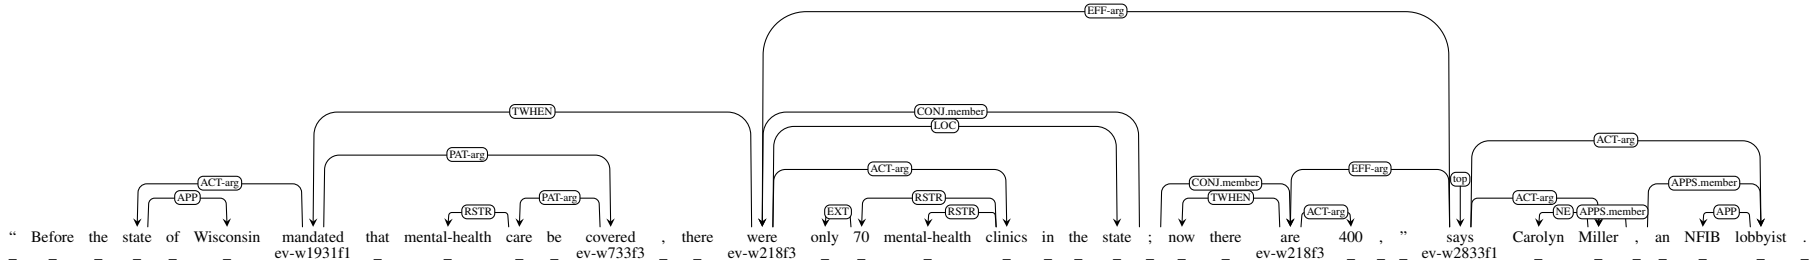 EFF-arg
TWHEN CONJ.member
LOC
ACT-arg
PAT-arg
ACT-arg EFF-arg
top
ACT-arg CONJ.member APPS.member
APP PAT-arg RSTR TWHEN ACT-arg
RSTR EXT RSTR ACT-arg NE APPS.member APP
“ Before the state of Wisconsin mandated that mental-health care be covered , there were only 70 mental-health clinics in the state ; now there are 400 , ” says Carolyn Miller , an NFIB lobbyist .
_ _ _ _ _ _ ev-w1931f1 _ _ _ _ ev-w733f3 _ _ ev-w218f3 _ _ _ _ _ _ _ _ _ _ ev-w218f3 _ _ _ ev-w2833f1 _ _ _ _ _ _ _